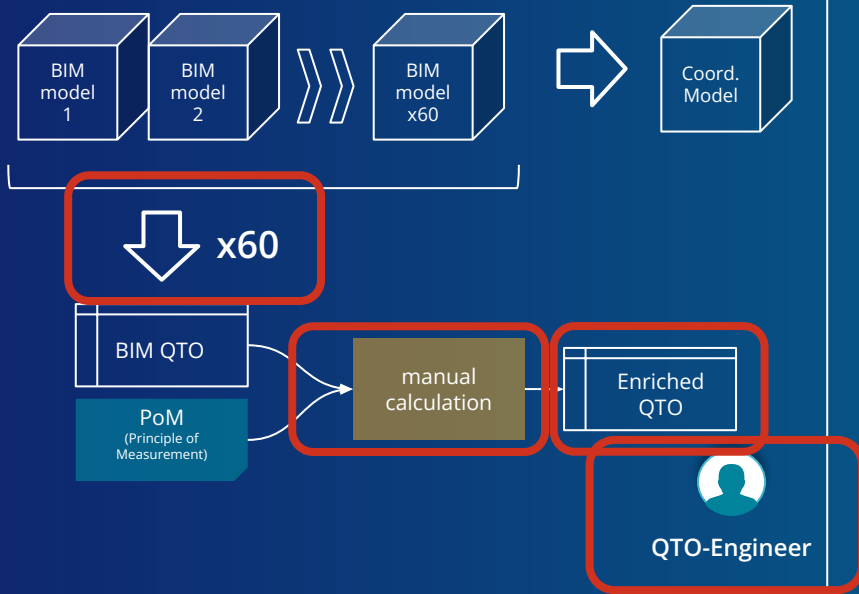 BIM
model
1
BIM
model
2
BIM
model
x60
Coord.
Model
x60
BIM QTO
PoM
(Principle of
Measurement)
manual
calculation
Enriched
QTO
QTO-Engineer